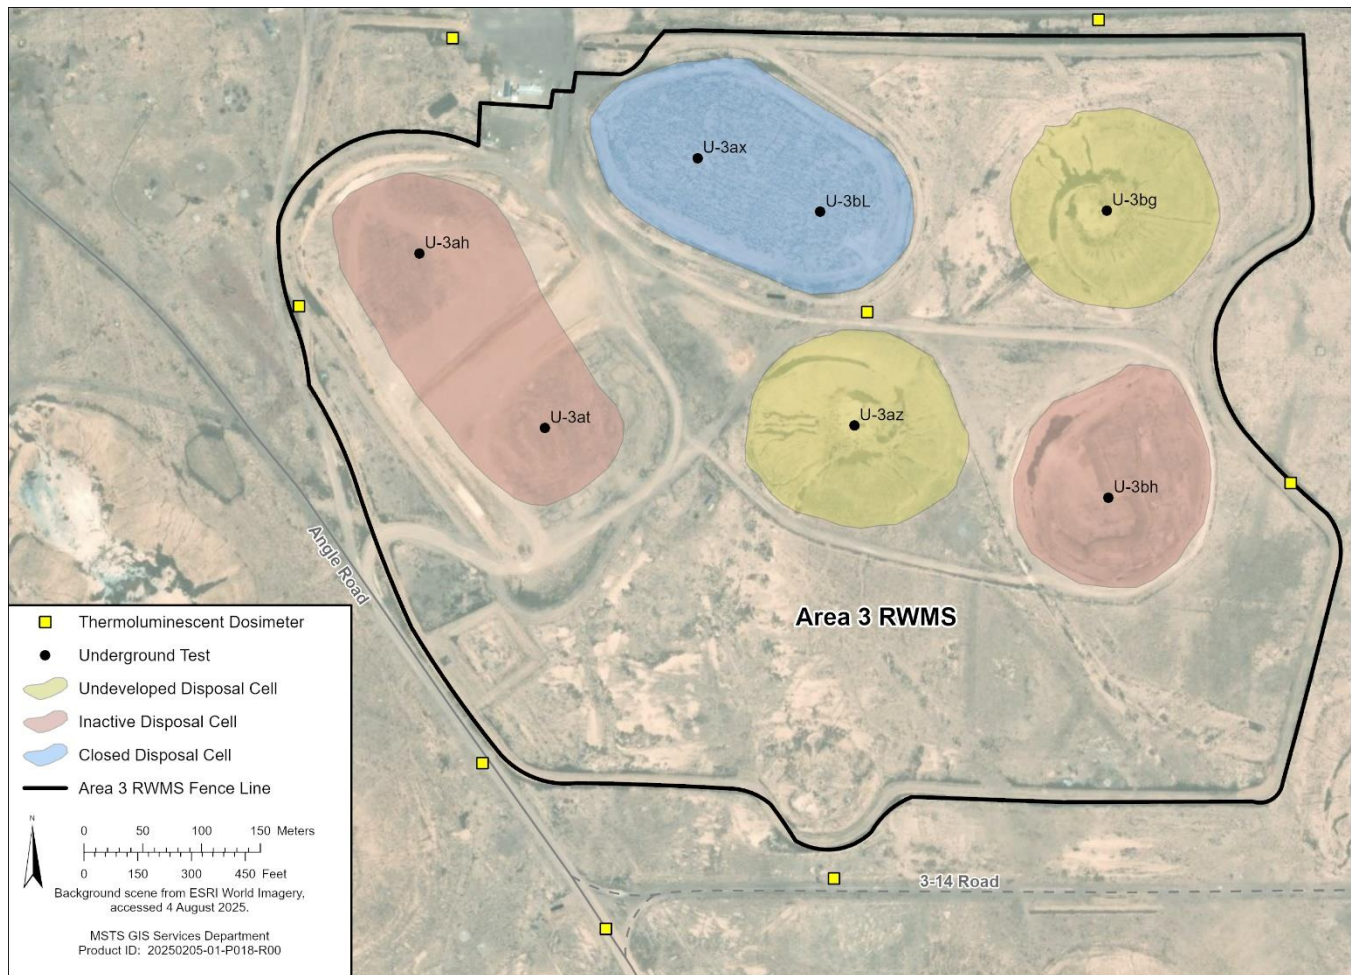 U-3ax
U-3bL
U-3bg
U-3ah
U-3at
U-3az
U-3bh
Angle Road
Area 3 RWMS
3-14 Road
Thermoluminescent Dosimeter
Underground Test
Undeveloped Disposal Cell
Inactive Disposal Cell
Closed Disposal Cell
Area 3 RWMS Fence Line
N
0 50 100 150 Meters
0 150 300 450 Feet
Background scene from ESRI World Imagery,
accessed 4 August 2025.
MSTS GIS Services Department
Product ID: 20250205-01-P018-R00